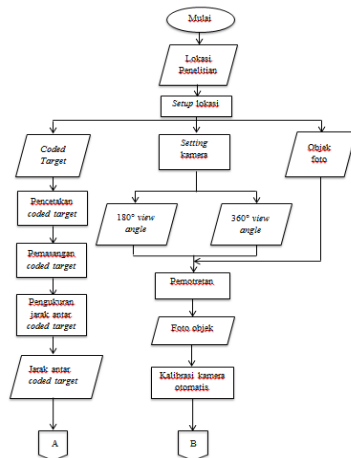 Mulai
Lokasi
Penelitian
Setup lokasi
Coded
Target
Setting
kamera
Objek
foto
Pencetakan
coded target
180° view
angle
360° view
angle
Pemasangan
coded target
Pemotretan
Pengukuran
jarak antar
coded target
Foto objek
Jarak antar
coded target
Kalibrasi kamera
otomatis
A
B